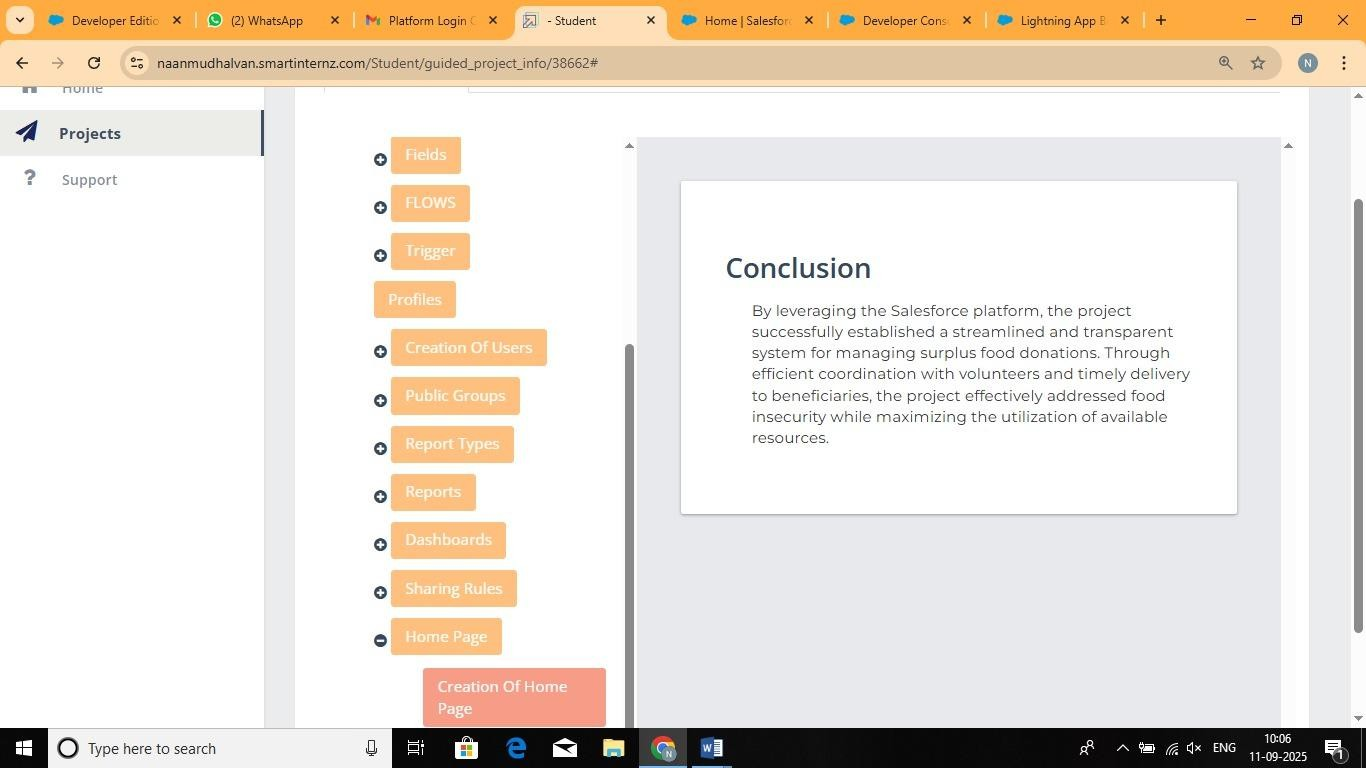 Developer Editio
(2) WhatsApp
Platform Login C
- Student
Home | Salesforc
Developer Cons
Lightning App B
naanmudhalvan.smartinternz.com/Student/guided_project_info/38662#
N
Home
Projects
Support
Fields
FLOWS
Trigger
Profiles
Creation Of Users
Public Groups
Report Types
Reports
Dashboards
Sharing Rules
Home Page
Creation Of Home
Page
Conclusion
By leveraging the Salesforce platform, the project
successfully established a streamlined and transparent
system for managing surplus food donations. Through
efficient coordination with volunteers and timely delivery
to beneficiaries, the project effectively addressed food
insecurity while maximizing the utilization of available
resources.
Type here to search
ENG
10:06
11-09-2025
1